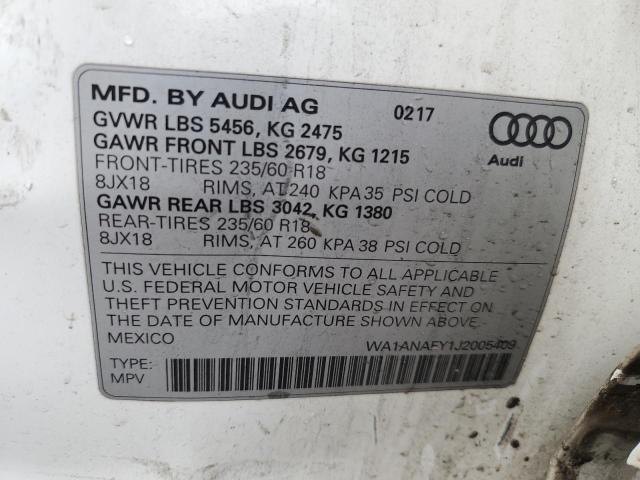 MFD. BY AUDI AG 0217
GVWR LBS 5456, KG 2475
GAWR FRONT LBS 2679, KG 1215
FRONT-TIRES 235/60 R18
8JX18 RIMS, AT 240 KPA 35 PSI COLD
GAWR REAR LBS 3042, KG 1380
REAR-TIRES 235/60 R18
8JX18 RIMS, AT 260 KPA 38 PSI COLD
Audi
THIS VEHICLE CONFORMS TO ALL APPLICABLE
U.S. FEDERAL MOTOR VEHICLE SAFETY AND
THEFT PREVENTION STANDARDS IN EFFECT ON
THE DATE OF MANUFACTURE SHOWN ABOVE.
MEXICO WA1ANAFY1J2005409
TYPE:
MPV